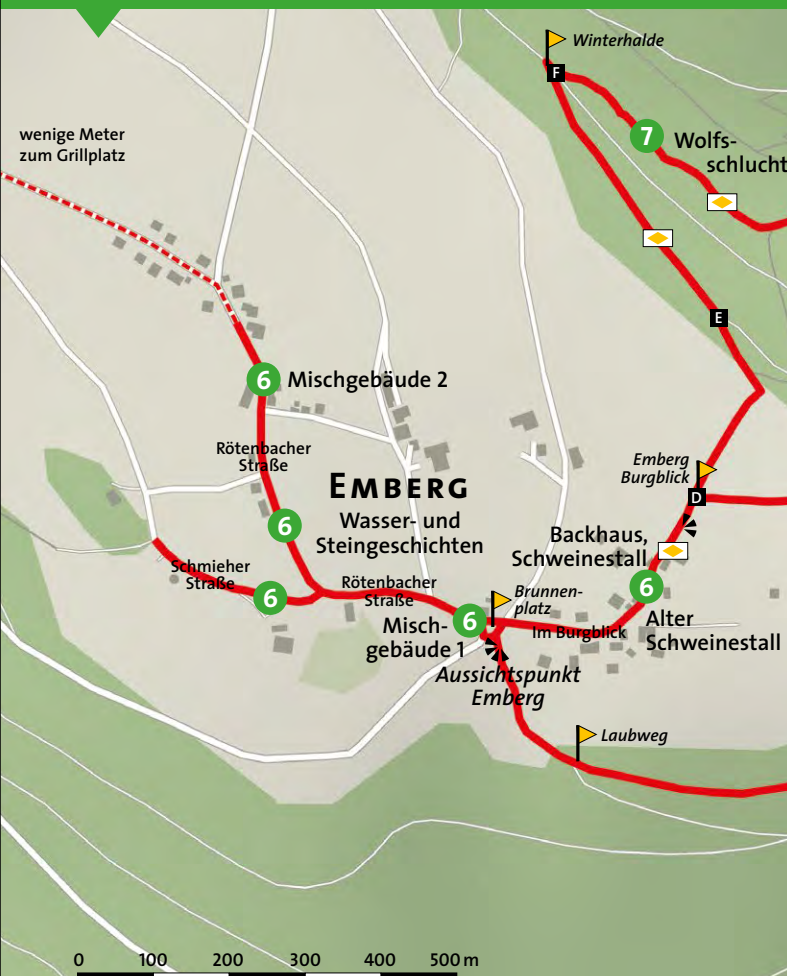 Winterhalde
F
wenige Meter
zum Grillplatz
7
Wolfs-
schlucht
E
6
Mischgebäude 2
Rötenbacher
Straße
Emberg
Burgblick
D
EMBERG
Wasser- und
Steingeschichten
6
Backhaus,
Schweinestall
Schmieher
Straße
6
Rötenbacher
Straße
6
Misch-
gebäude 1
Brunnen-
platz
Im Burgblick
6
Alter
Schweinestall
Aussichtspunkt
Emberg
Laubweg
0 100 200 300 400 500 m